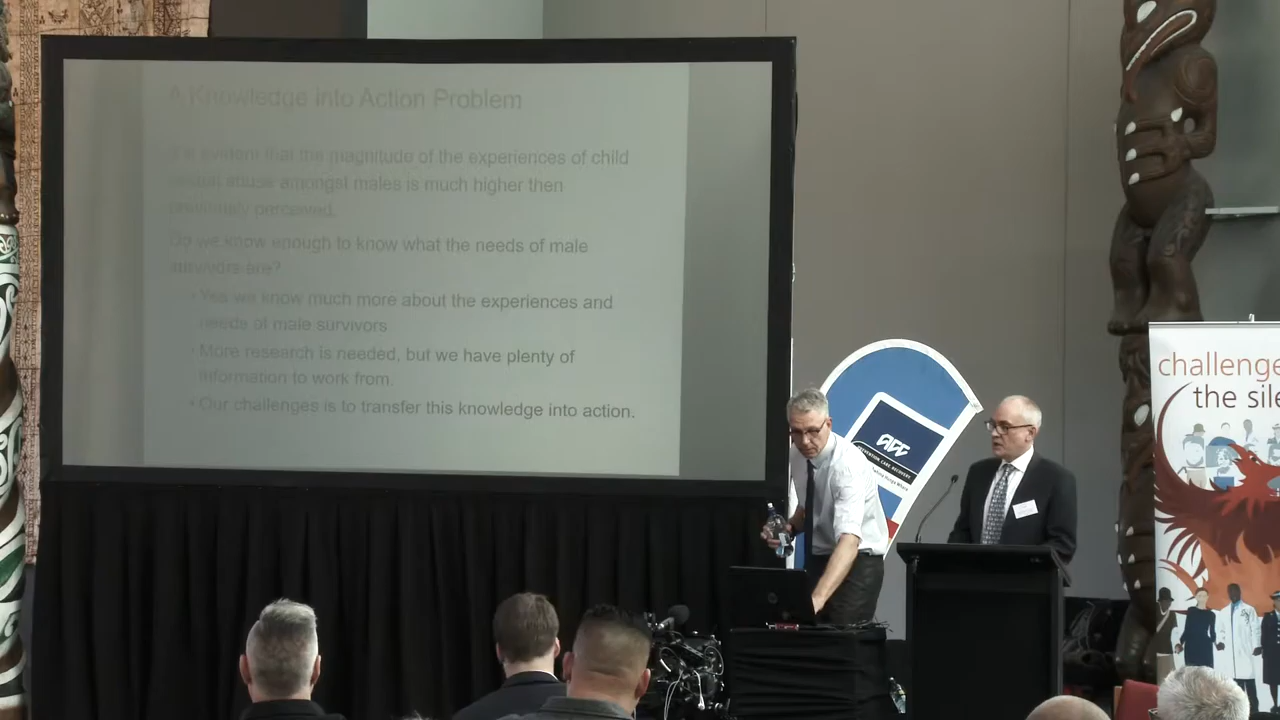 A Knowledge into Action Problem
It is evident that the magnitude of the experiences of child
sexual abuse amongst males is much higher then
previously perceived.
Do we know enough to know what the needs of male
survivors are?
• Yes we know much more about the experiences and
needs of male survivors
• More research is needed, but we have plenty of
information to work from.
• Our challenges is to transfer this knowledge into action.
acc
PREVENTION. CARE. RECOVERY.
challenge
the sile